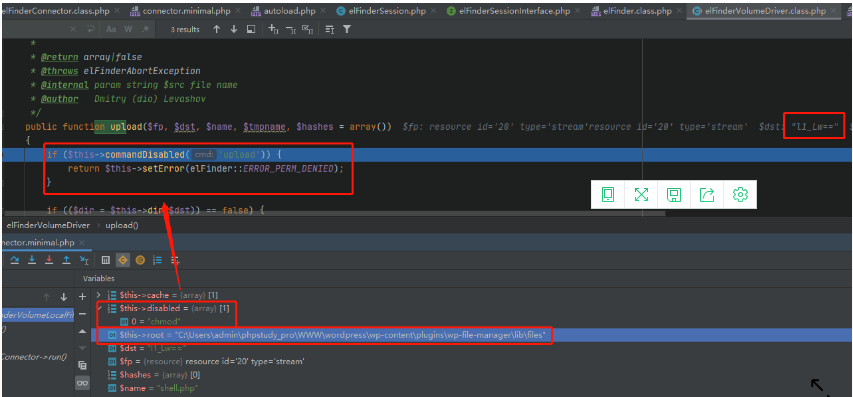 elFinderConnector.class.php connector.minimal.php autoload.php elFinderSession.php elFinderSessionInterface.php elFinder.class.php elFinderVolumeDriver.class.php
Cc W .* 3 results
*
* @return array|false
* @throws elFinderAbortException
* @internal param string $src file name
* @author Dmitry (dio) Levashov
*/
public function upload($fp, $dst, $name, $tmpname, $hashes = array()) $fp: resource id='20' type='stream'resource id='20' type='stream' $dst: "l1_Lw=="
{
if ($this->commandDisabled( cmd: 'upload')) {
return $this->setError(elFinder::ERROR_PERM_DENIED);
}
if (($dir = $this->dir($dst)) == false) {
elFinderVolumeDriver › upload()
nnector.minimal.php
Variables
$this->cache = (array) [1]
$this->disabled = (array) [1]
0 = "chmod"
nderVolumeLocalFil
$this->root = "C:\Users\admin\phpstudy_pro\WWW\wordpress\wp-content\plugins\wp-file-manager\lib\files"
()
$dst = "l1_Lw=="
$fp = (resource) resource id='20' type='stream'
Connector->run()
$hashes = (array) [0]
$name = "shell.php"